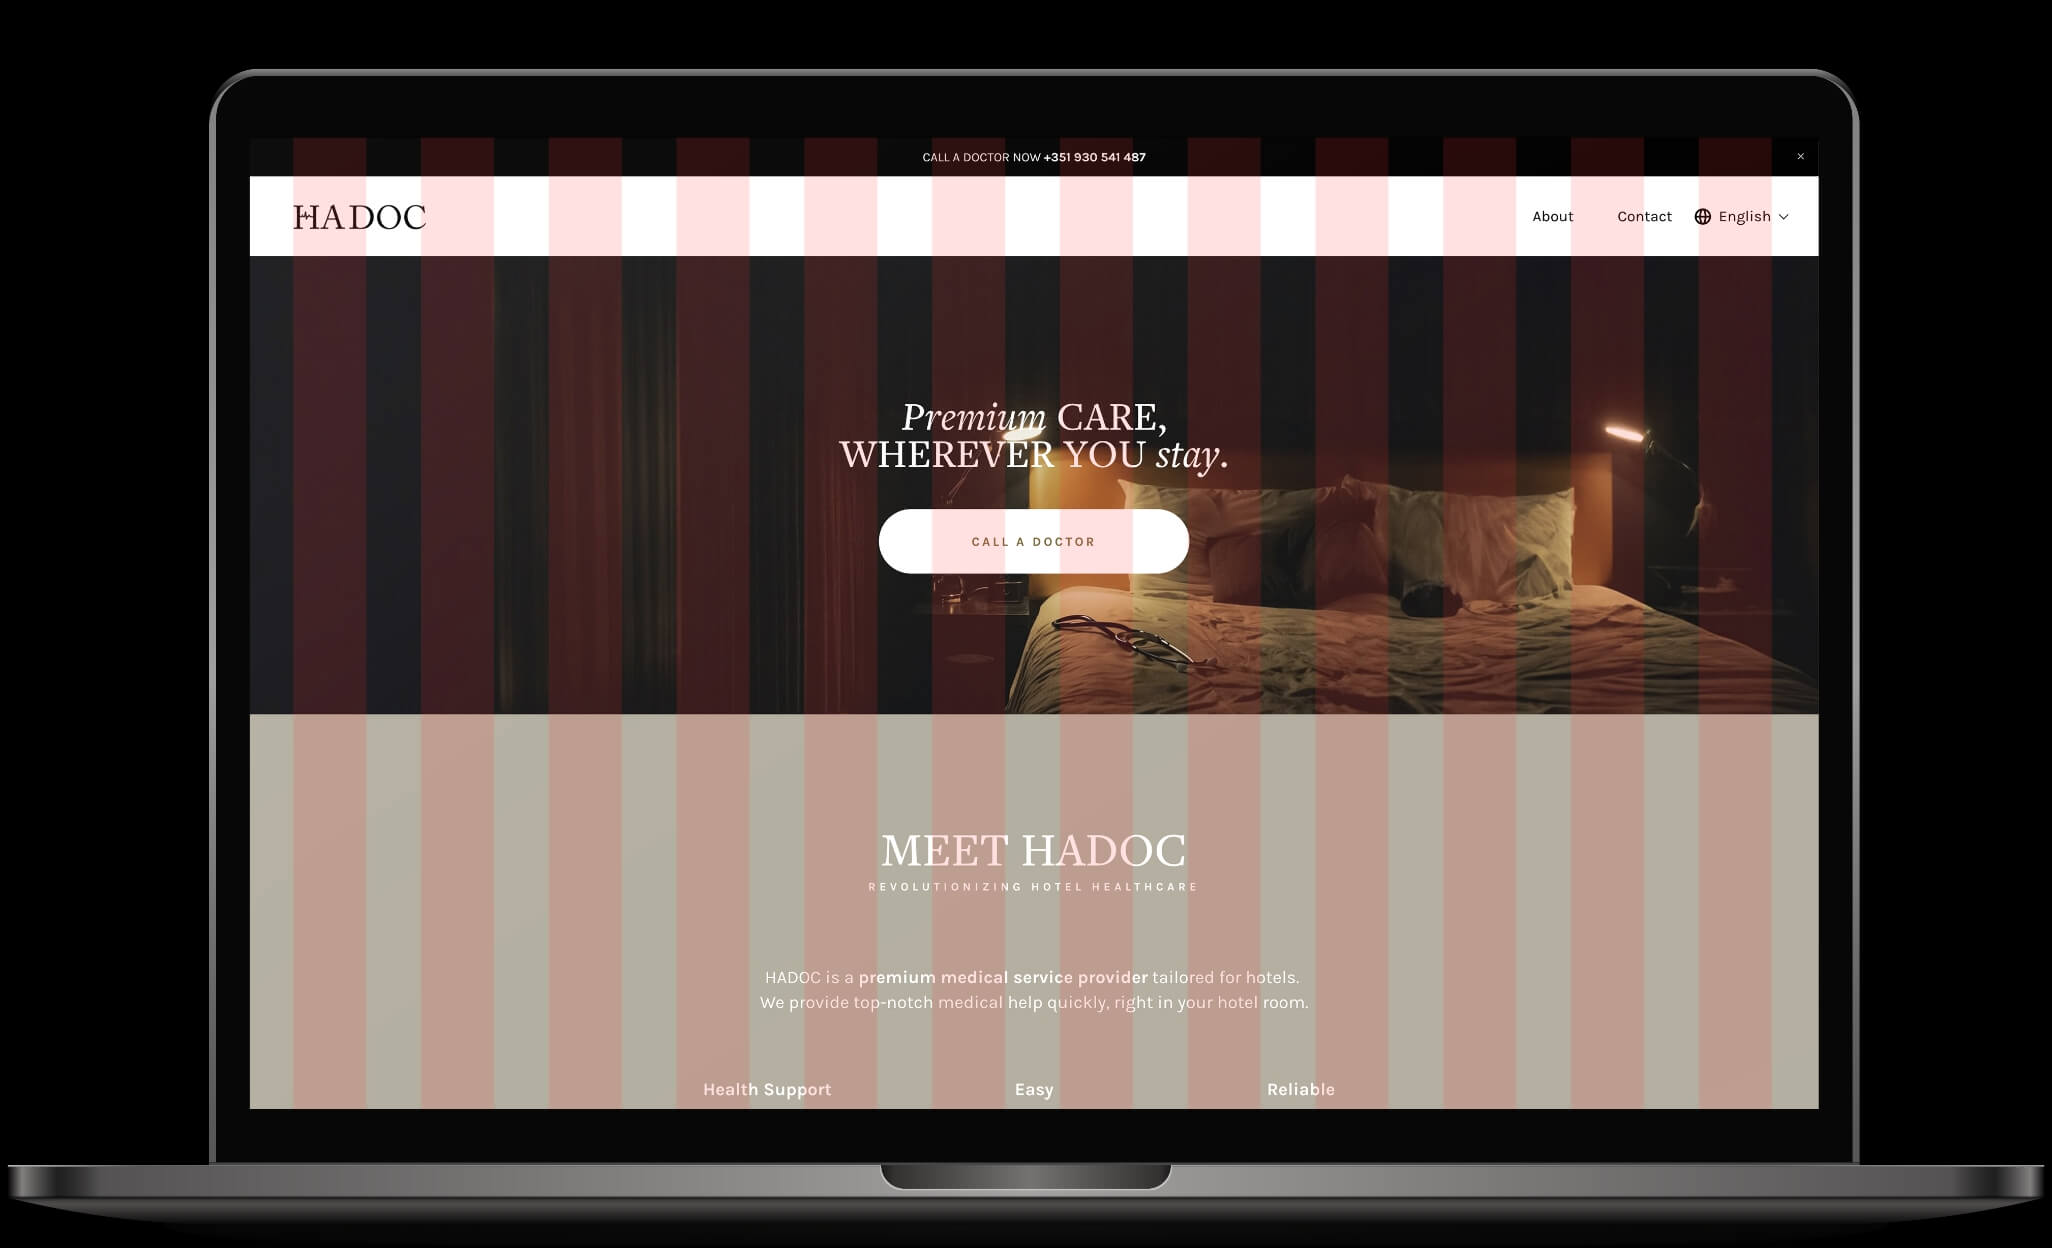 CALL A DOCTOR NOW +351 930 541 487 ×
HADOC
About Contact English
Premium CARE,
WHEREVER YOU stay.
CALL A DOCTOR
MEET HADOC
REVOLUTIONIZING HOTEL HEALTHCARE
HADOC is a premium medical service provider tailored for hotels.
We provide top-notch medical help quickly, right in your hotel room.
Health Support Easy Reliable